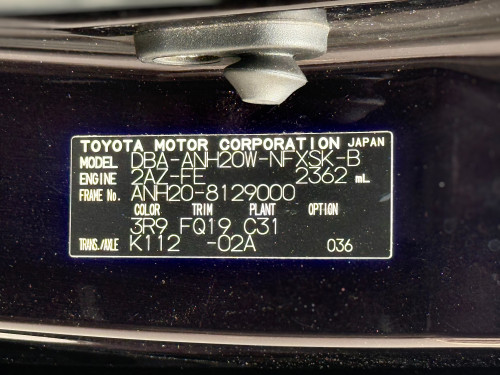 TOYOTA MOTOR CORPORATION JAPAN
MODEL DBA-ANH20W-NFXSK-B
ENGINE 2AZ-FE 2362 mL
FRAME No. ANH20-8129000
COLOR TRIM PLANT OPTION
3R9 FQ19 C31
TRANS./AXLE K112 -02A 036